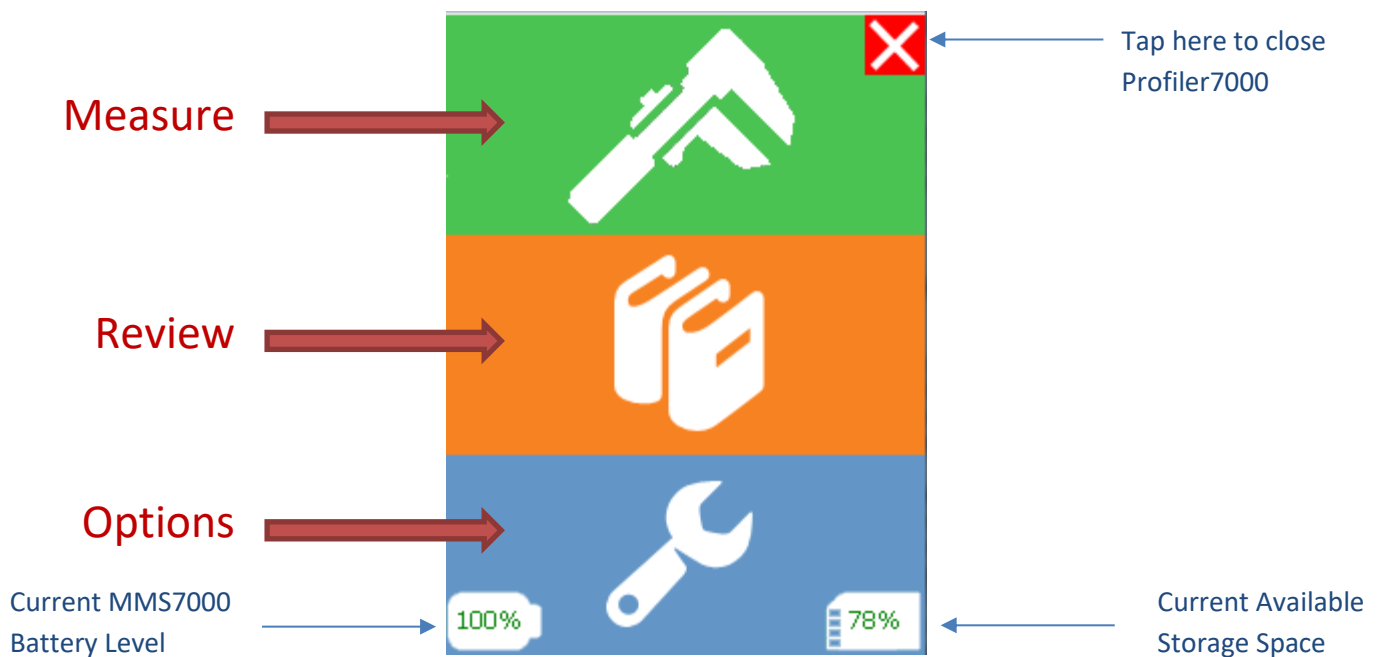 Tap here to close
Profiler7000
Measure
Review
Options
Current MMS7000
Battery Level
100%
78%
Current Available
Storage Space